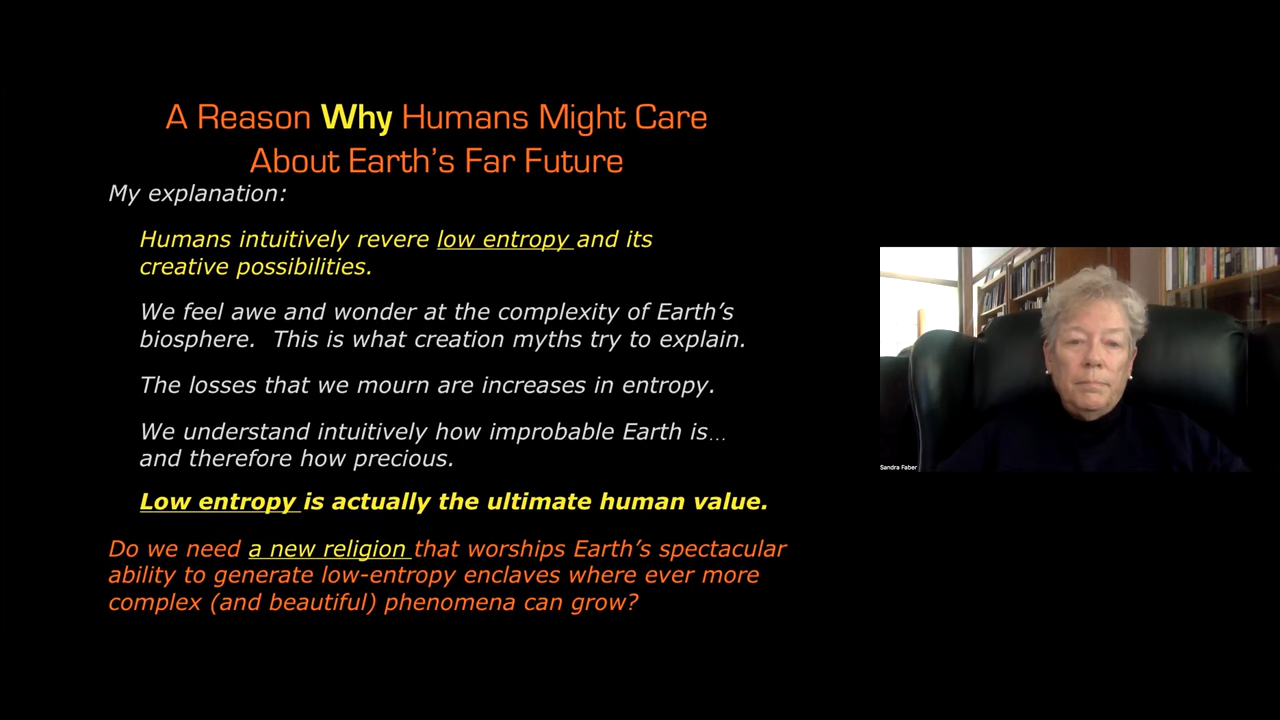 A Reason Why Humans Might Care
About Earth's Far Future
My explanation:
Humans intuitively revere low entropy and its
creative possibilities.
We feel awe and wonder at the complexity of Earth's
biosphere.  This is what creation myths try to explain.
The losses that we mourn are increases in entropy.
We understand intuitively how improbable Earth is…
and therefore how precious.
Low entropy is actually the ultimate human value.
Do we need a new religion that worships Earth's spectacular
ability to generate low-entropy enclaves where ever more
complex (and beautiful) phenomena can grow?
Sandra Faber